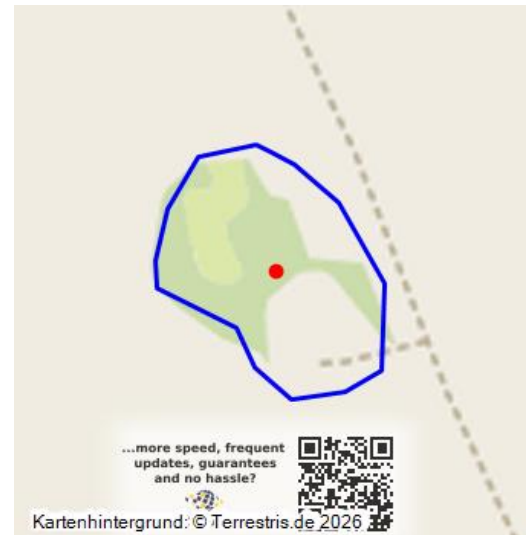 ...more speed, frequent
updates, guarantees
and no hassle?
Kartenhintergrund: © Terrestris.de 2026